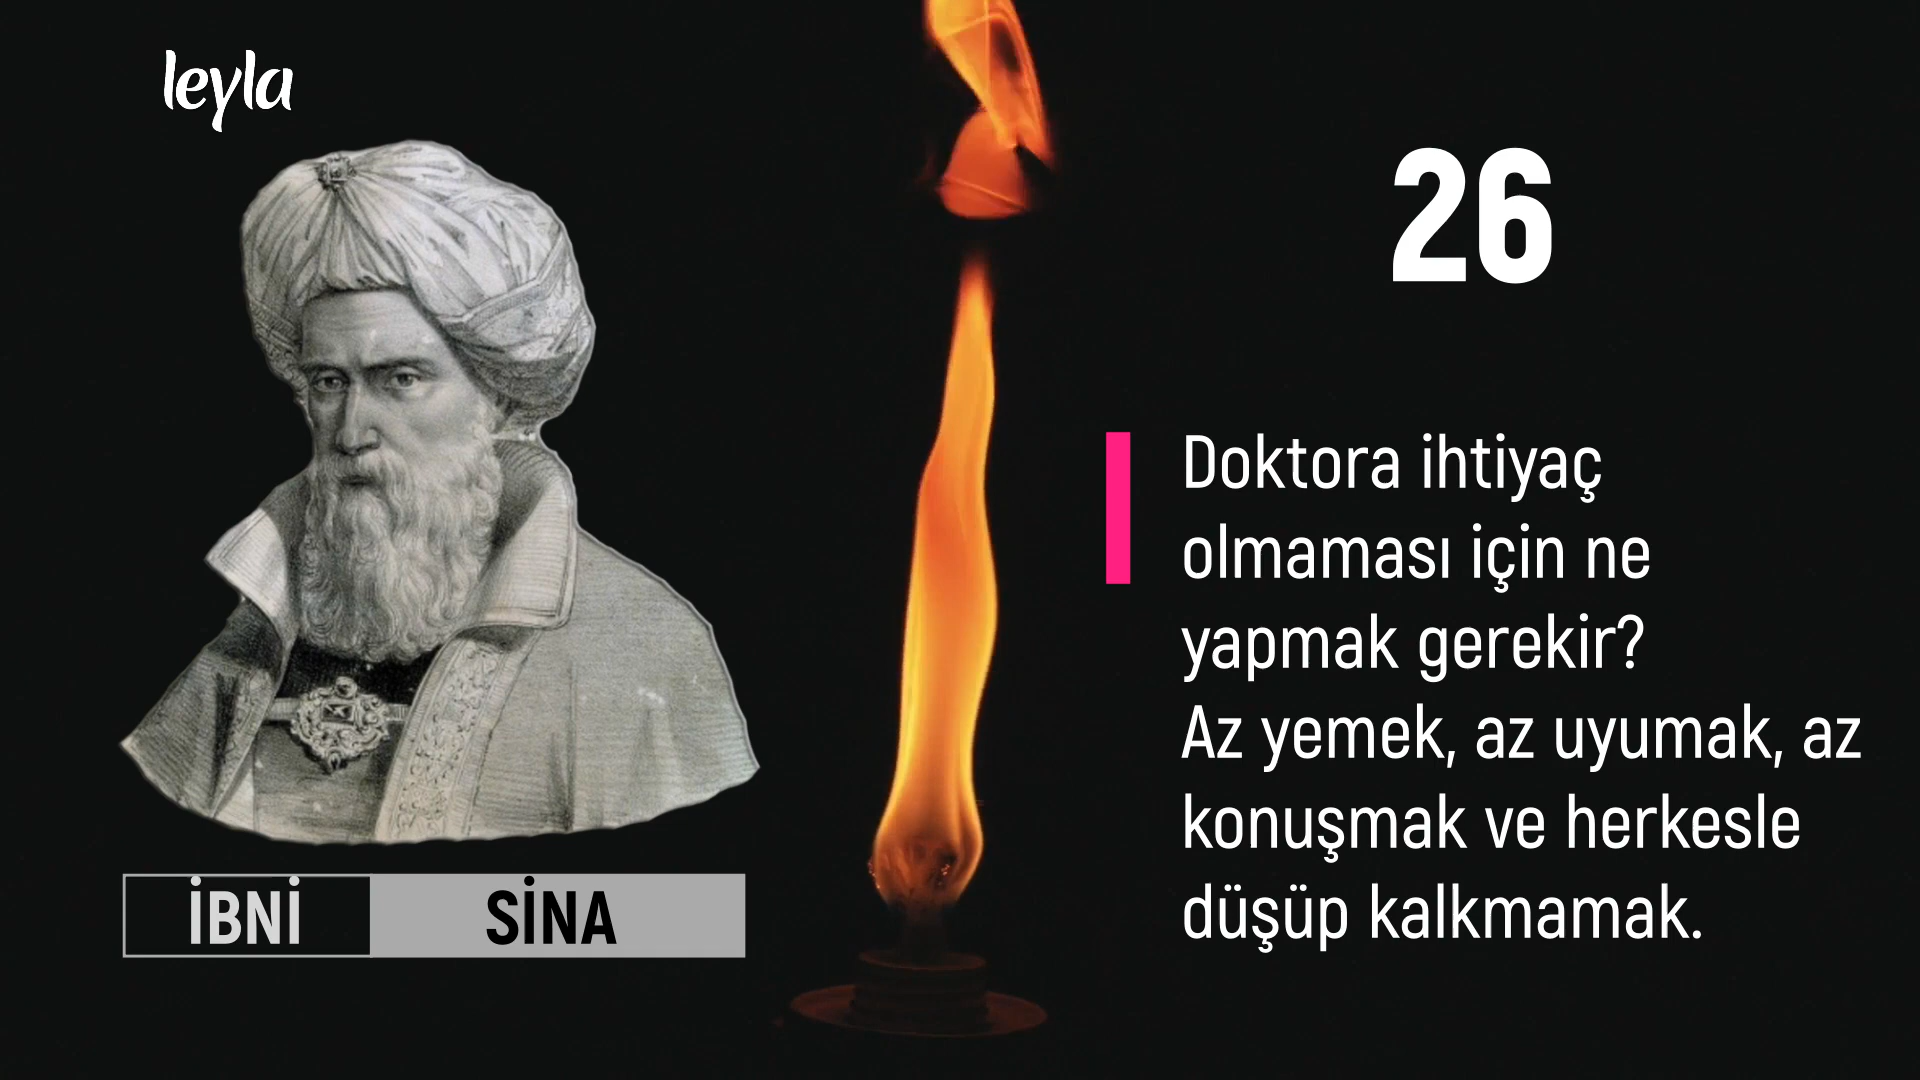 leyla
26
Doktora ihtiyaç
olmaması için ne
yapmak gerekir?
Az yemek, az uyumak, az
konuşmak ve herkesle
düşüp kalkmamak.
İBNİ SİNA